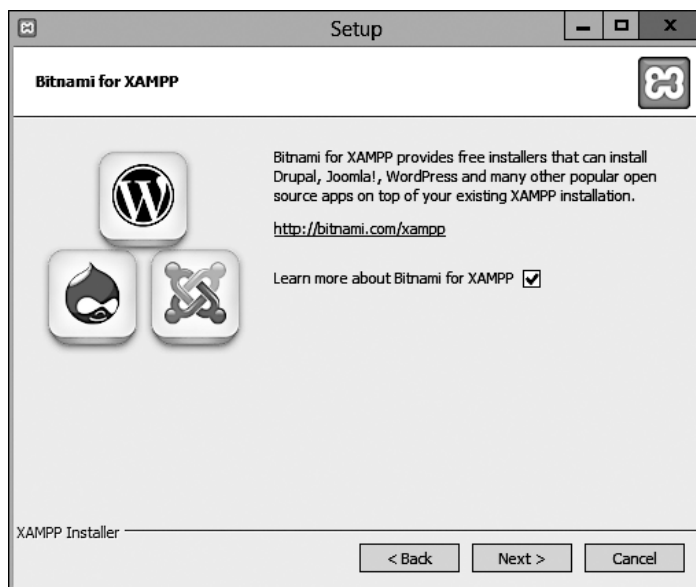 Setup
Bitnami for XAMPP
Bitnami for XAMPP provides free installers that can install
Drupal, Joomla!, WordPress and many other popular open
source apps on top of your existing XAMPP installation.
http://bitnami.com/xampp
Learn more about Bitnami for XAMPP
XAMPP Installer
< Back Next > Cancel